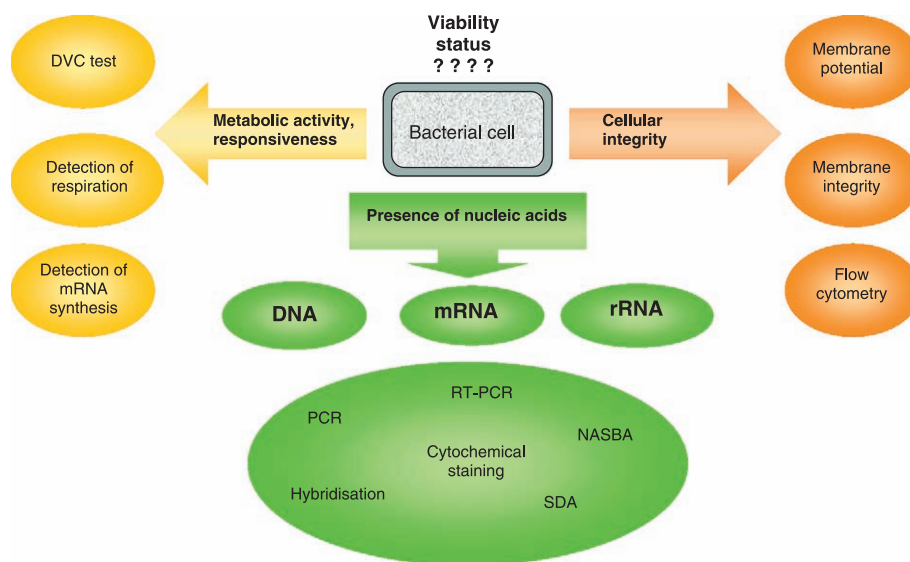 Viability
status
? ? ? ?
Bacterial cell
Metabolic activity,
responsiveness
DVC test
Detection of
respiration
Detection of
mRNA
synthesis
Cellular
integrity
Membrane
potential
Membrane
integrity
Flow
cytometry
Presence of nucleic acids
DNA
mRNA
rRNA
RT-PCR
PCR
NASBA
Cytochemical
staining
Hybridisation
SDA